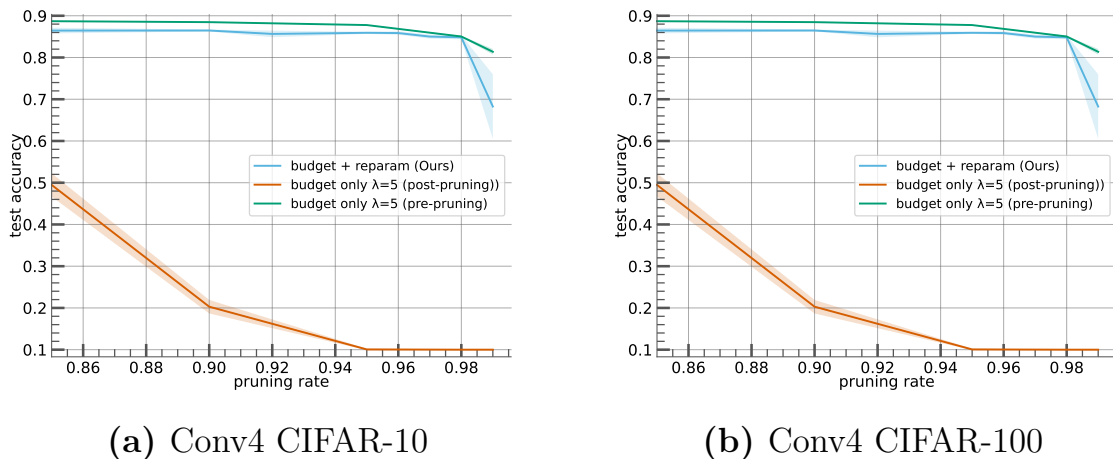 0.9
0.8
0.7
0.6
0.5
0.4
0.3
0.2
0.1
test accuracy
budget + reparam (Ours)
budget only λ=5 (post-pruning))
budget only λ=5 (pre-pruning)
0.86 0.88 0.90 0.92 0.94 0.96 0.98
pruning rate
(a) Conv4 CIFAR-10
0.9
0.8
0.7
0.6
0.5
0.4
0.3
0.2
0.1
test accuracy
budget + reparam (Ours)
budget only λ=5 (post-pruning))
budget only λ=5 (pre-pruning)
0.86 0.88 0.90 0.92 0.94 0.96 0.98
pruning rate
(b) Conv4 CIFAR-100